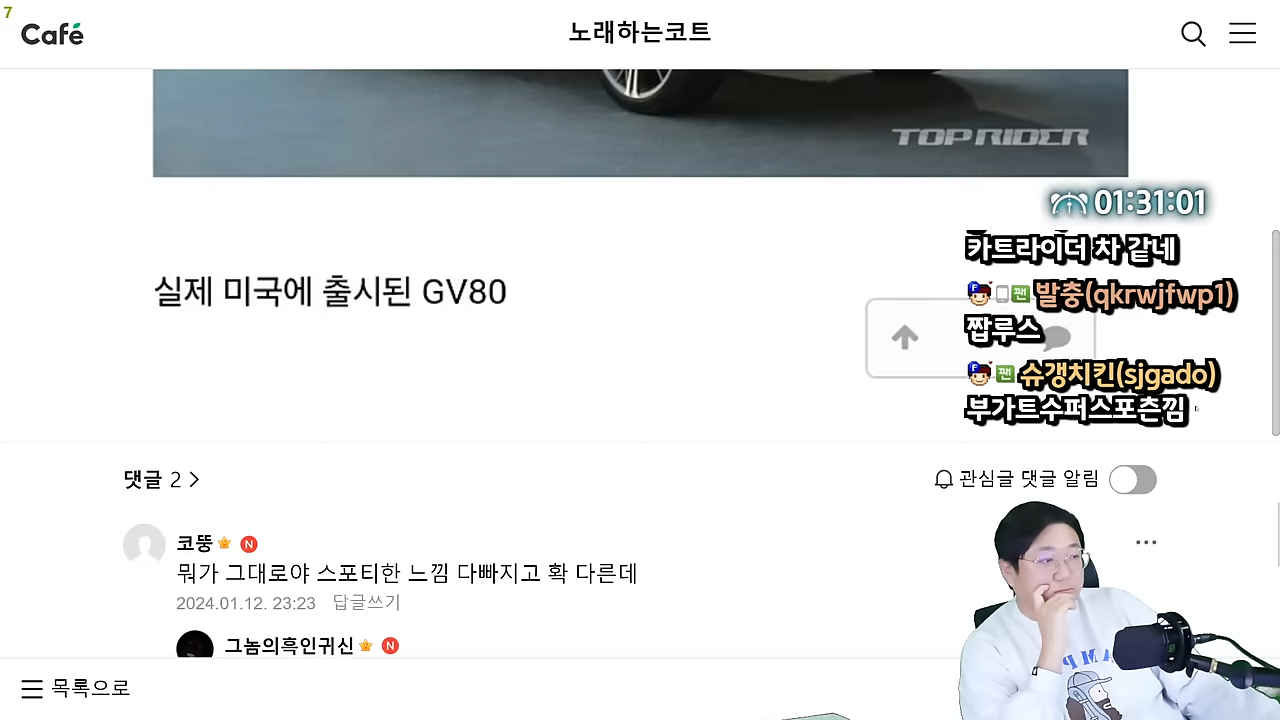 7
Café
노래하는코트
TOP RIDER
01:31:01
카트라이더 차 같네
실제 미국에 출시된 GV80
팬 발충(qkrwjfwp1)
짭루스
팬 슈갱치킨(sjgado)
부가트수퍼스포츤낌
댓글 2
관심글 댓글 알림
코뚱 N
뭐가 그대로야 스포티한 느낌 다빠지고 확 다른데
2024.01.12. 23:23 답글쓰기
그놈의흑인귀신 N
목록으로